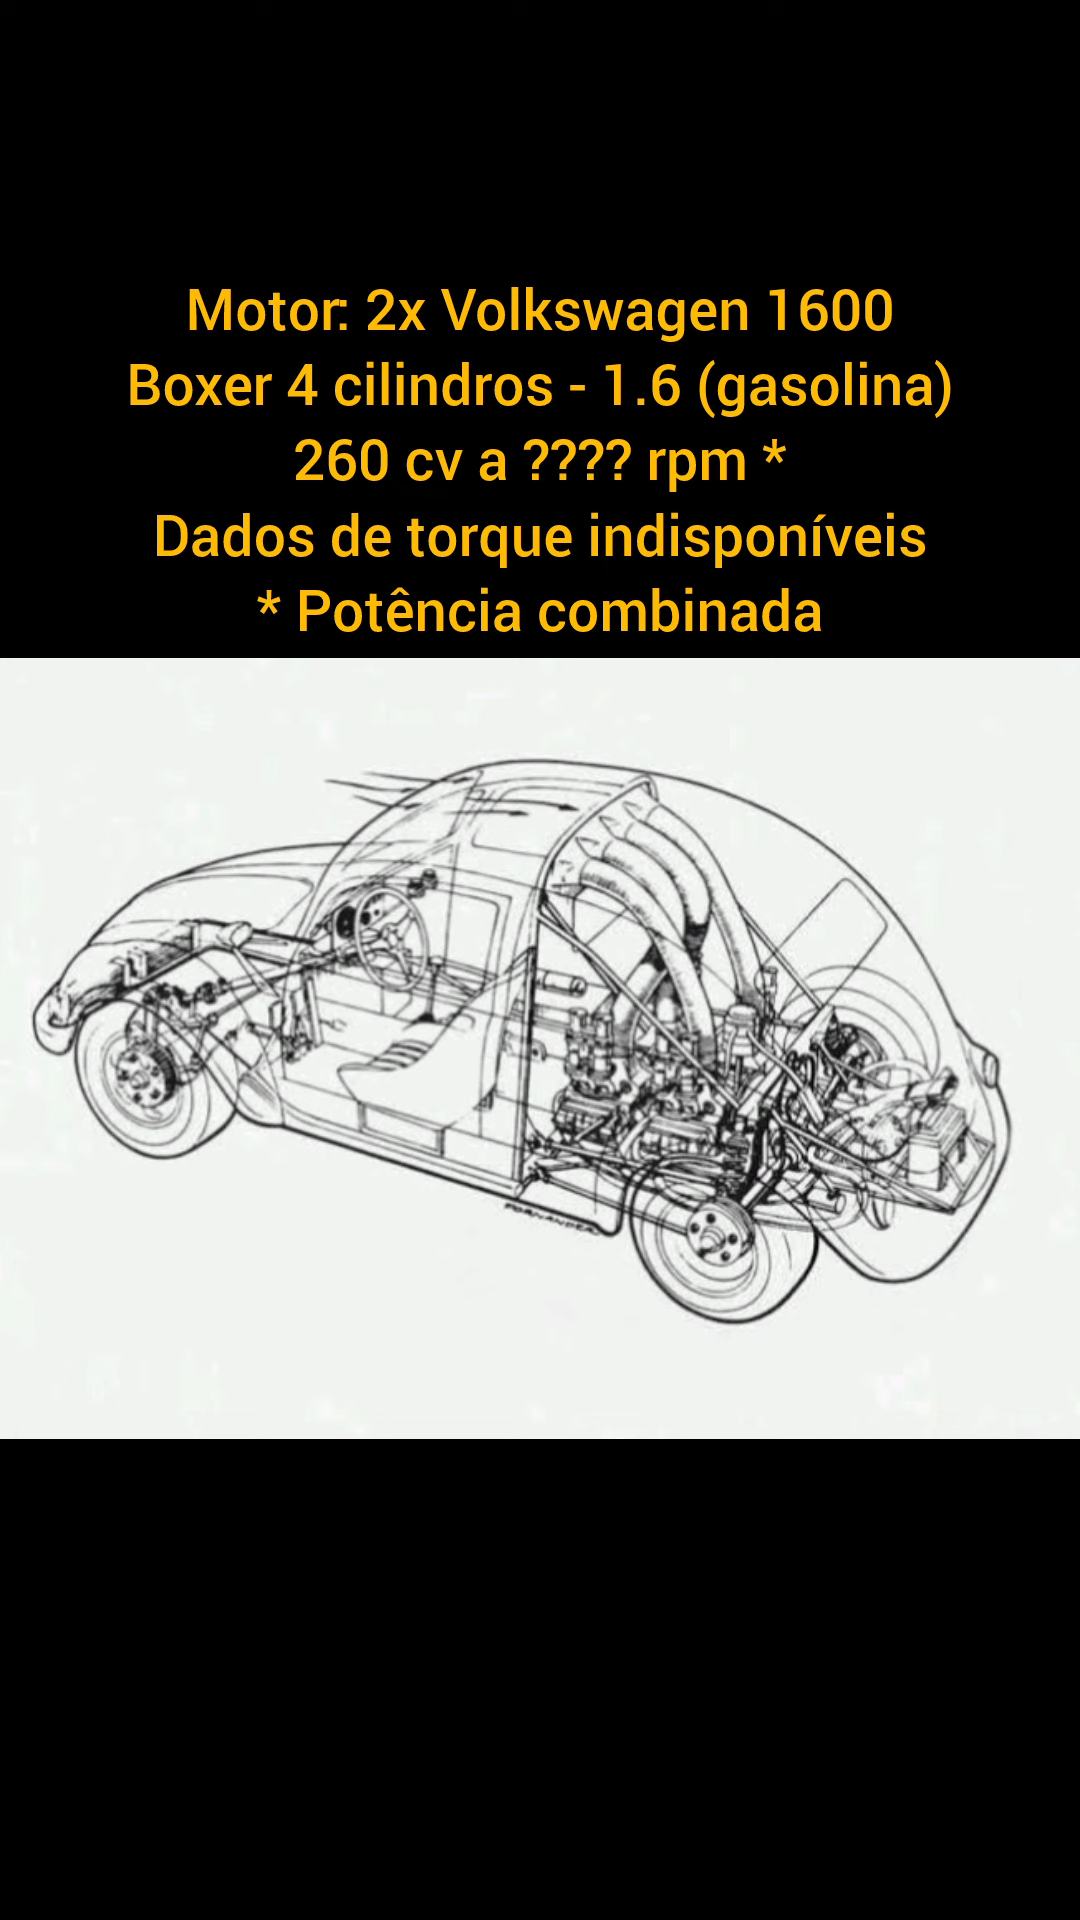 Motor: 2x Volkswagen 1600
Boxer 4 cilindros - 1.6 (gasolina)
260 cv a ???? rpm *
Dados de torque indisponíveis
* Potência combinada